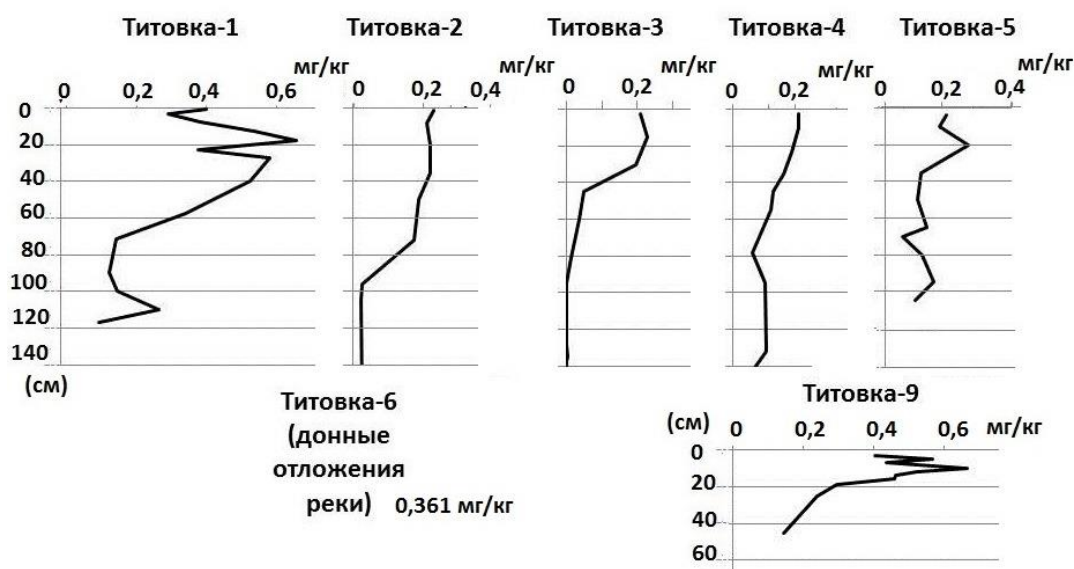 Титовка-1 Титовка-2 Титовка-3 Титовка-4 Титовка-5
мг/кг мг/кг мг/кг мг/кг мг/кг
0 0,2 0,4 0,6 0 0,2 0,4 0 0,2 0 0,2 0 0,2 0,4
0
20
40
60
80
100
120
140
(см)
Титовка-6
(донные
отложения
реки) 0,361 мг/кг
Титовка-9
(см) 0 0,2 0,4 0,6 мг/кг
0
20
40
60